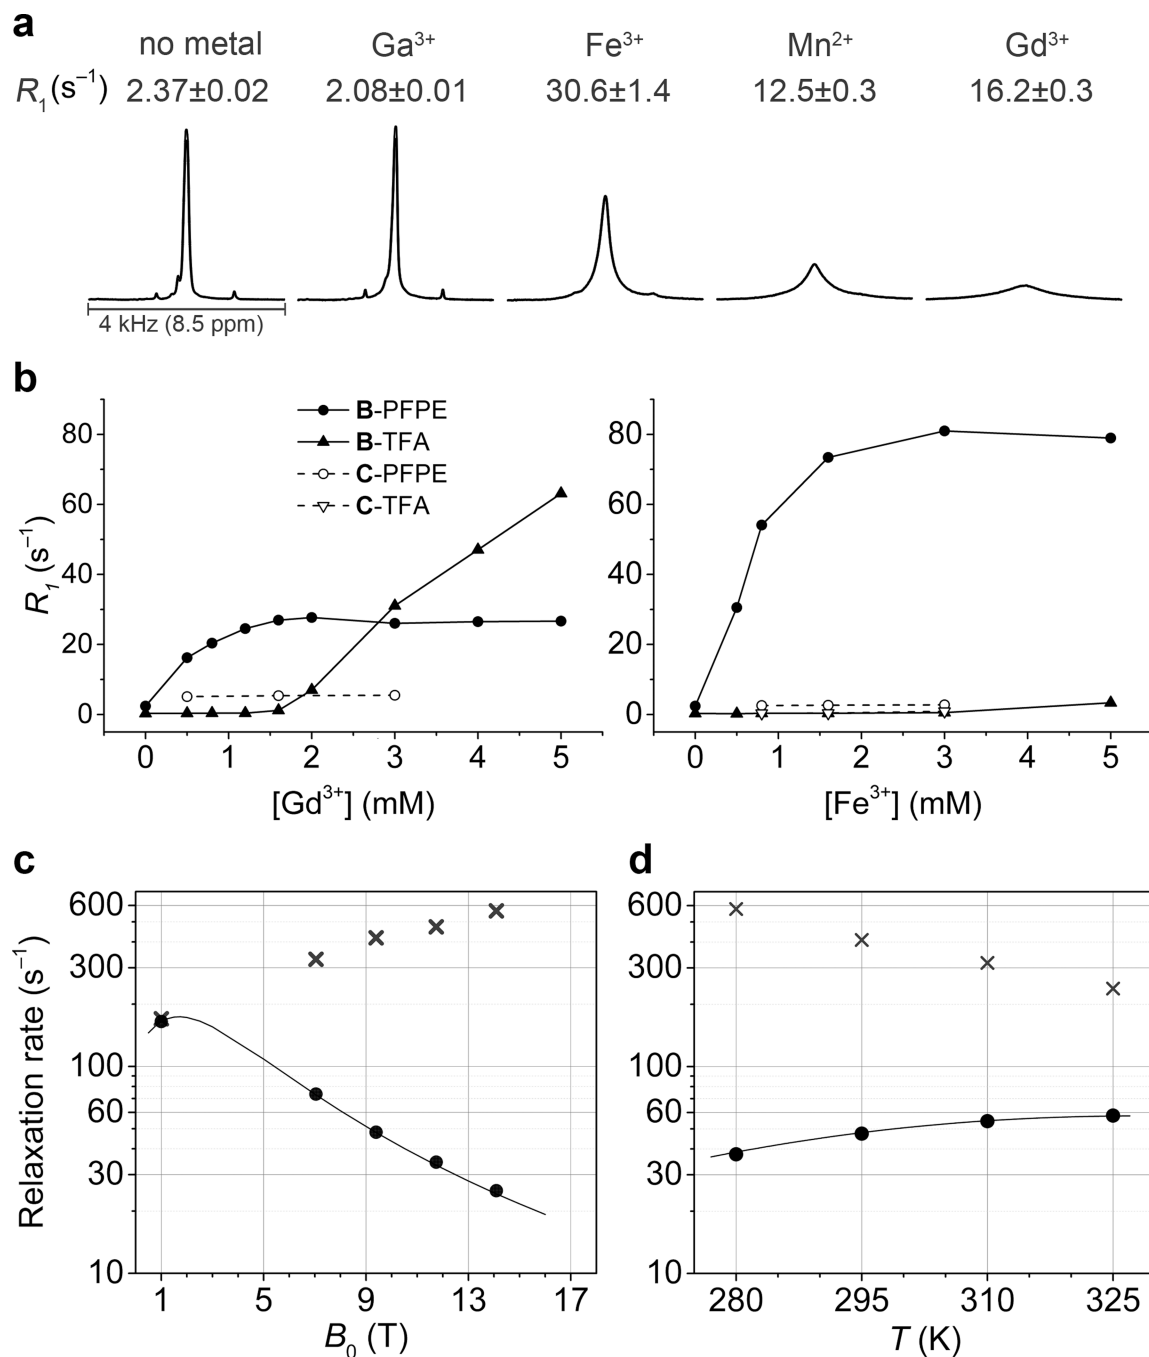 a
no metal Ga³⁺ Fe³⁺ Mn²⁺ Gd³⁺
R₁(s⁻¹) 2.37±0.02 2.08±0.01 30.6±1.4 12.5±0.3 16.2±0.3
4 kHz (8.5 ppm)
b
B-PFPE
B-TFA
C-PFPE
C-TFA
R₁ (s⁻¹)
80
60
40
20
0
0 1 2 3 4 5
[Gd³⁺] (mM)
80
60
40
20
0
0 1 2 3 4 5
[Fe³⁺] (mM)
c
Relaxation rate (s⁻¹)
600
300
100
60
30
10
1 5 9 13 17
B₀ (T)
d
600
300
100
60
30
10
280 295 310 325
T (K)